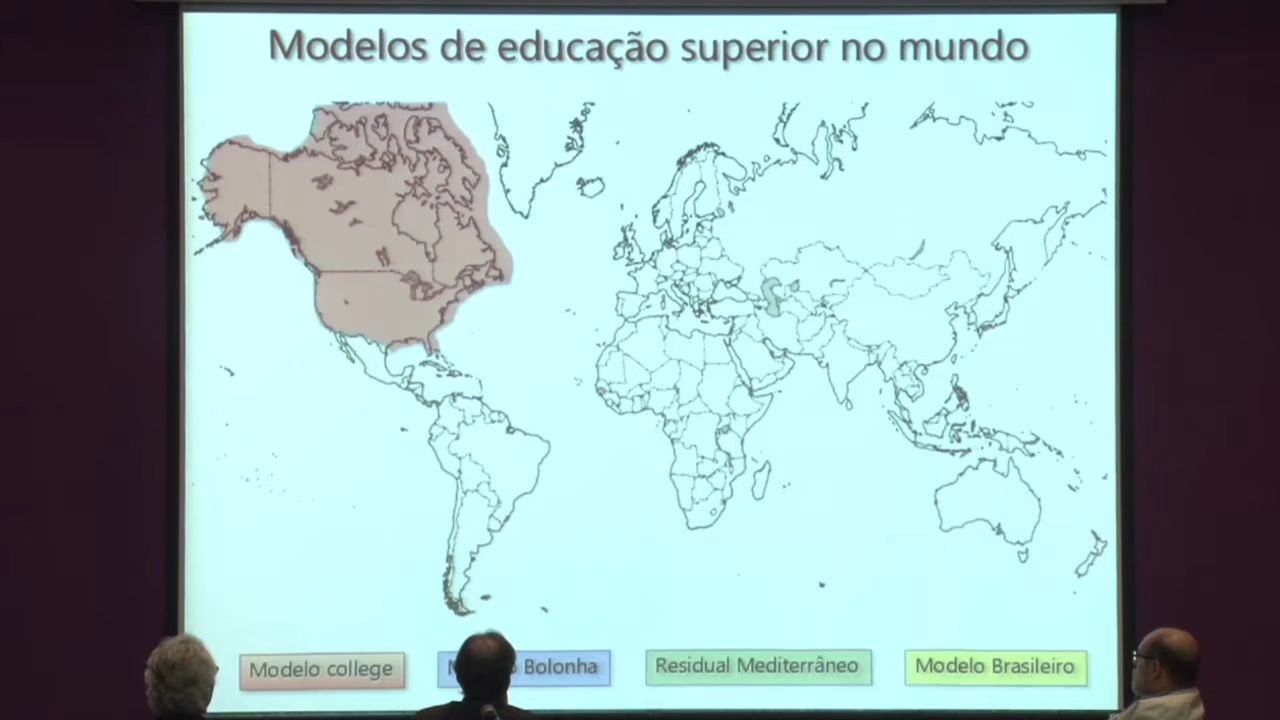 Modelos de educação superior no mundo
Modelo college
Bolonha
Residual Mediterrâneo
Modelo Brasileiro